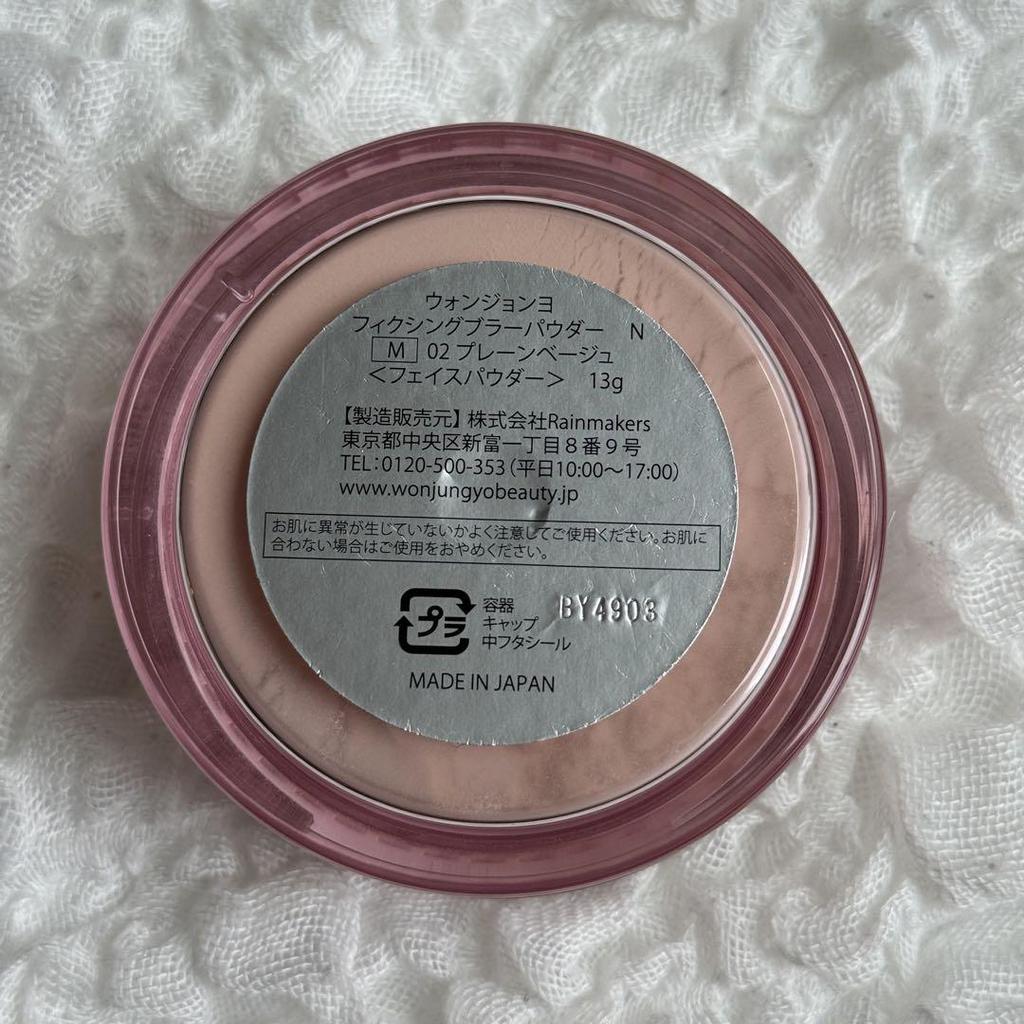 ウォンジョンヨ
フィクシングブラーパウダー N
M 02 プレーンベージュ
＜フェイスパウダー＞ 13g
【製造販売元】株式会社Rainmakers
東京都中央区新富一丁目8番9号
TEL：0120-500-353（平日10:00～17:00）
www.wonjungyobeauty.jp
お肌に異常が生じていないかよく注意してご使用ください。お肌に
合わない場合はご使用をおやめください。
プラ
容器
キャップ
中フタシール
BY4903
MADE IN JAPAN